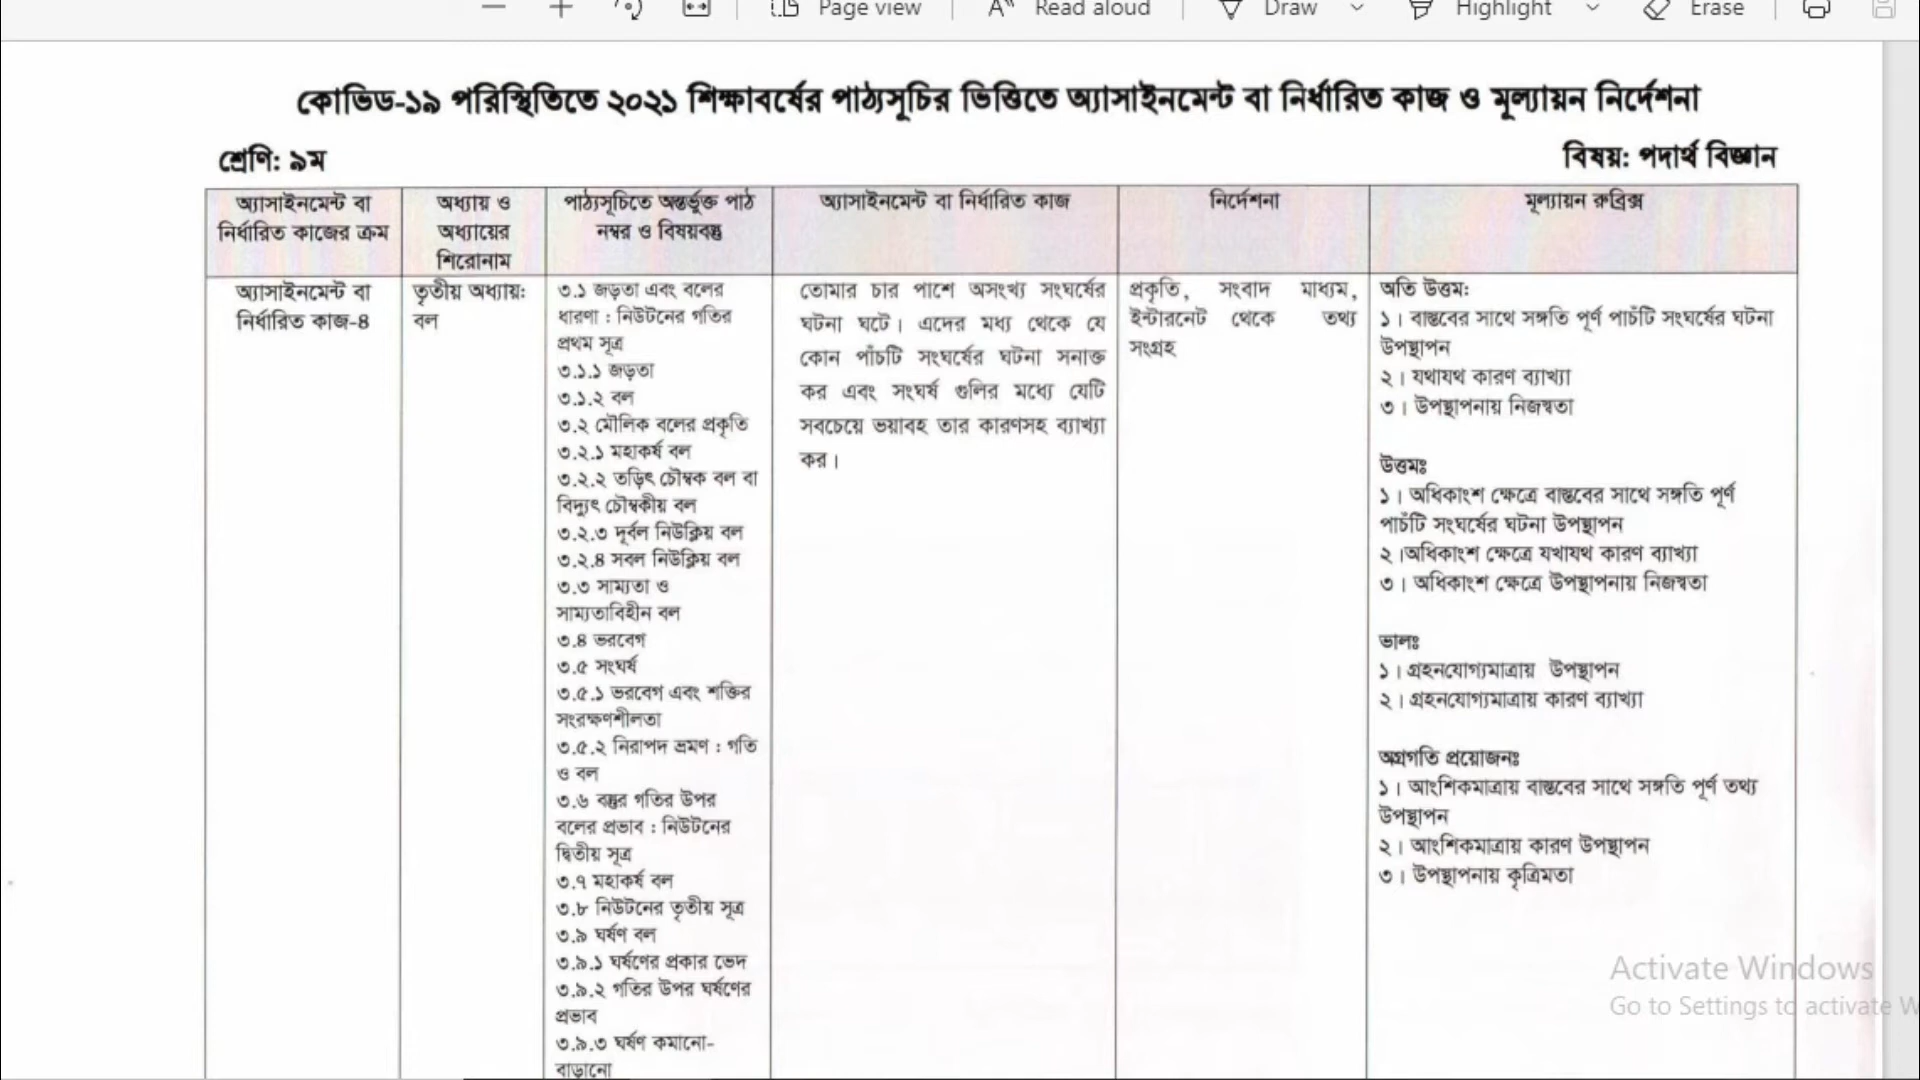 Page view
Read aloud
Draw
Highlight
Erase
কোভিড-১৯ পরিস্থিতিতে ২০২১ শিক্ষাবর্ষের পাঠ্যসূচির ভিত্তিতে অ্যাসাইনমেন্ট বা নির্ধারিত কাজ ও মূল্যায়ন নির্দেশনা
শ্রেণি: ৯ম
বিষয়: পদার্থ বিজ্ঞান
অ্যাসাইনমেন্ট বা
নির্ধারিত কাজের ক্রম
অধ্যায় ও
অধ্যায়ের
শিরোনাম
পাঠ্যসূচিতে অন্তর্ভুক্ত পাঠ
নম্বর ও বিষয়বস্তু
অ্যাসাইনমেন্ট বা নির্ধারিত কাজ
নির্দেশনা
মূল্যায়ন রুব্রিক্স
অ্যাসাইনমেন্ট বা
নির্ধারিত কাজ-৪
তৃতীয় অধ্যায়:
বল
৩.১ জড়তা এবং বলের
ধারণা : নিউটনের গতির
প্রথম সূত্র
৩.১.১ জড়তা
৩.১.২ বল
৩.২ মৌলিক বলের প্রকৃতি
৩.২.১ মহাকর্ষ বল
৩.২.২ তড়িৎ চৌম্বক বল বা
বিদ্যুৎ চৌম্বকীয় বল
৩.২.৩ দূর্বল নিউক্লিয় বল
৩.২.৪ সবল নিউক্লিয় বল
৩.৩ সাম্যতা ও
সাম্যতাবিহীন বল
৩.৪ ভরবেগ
৩.৫ সংঘর্ষ
৩.৫.১ ভরবেগ এবং শক্তির
সংরক্ষণশীলতা
৩.৫.২ নিরাপদ ভ্রমণ : গতি
ও বল
৩.৬ বস্তুর গতির উপর
বলের প্রভাব : নিউটনের
দ্বিতীয় সূত্র
৩.৭ মহাকর্ষ বল
৩.৮ নিউটনের তৃতীয় সূত্র
৩.৯ ঘর্ষণ বল
৩.৯.১ ঘর্ষণের প্রকার ভেদ
৩.৯.২ গতির উপর ঘর্ষণের
প্রভাব
৩.৯.৩ ঘর্ষণ কমানো-
বাড়ানো
তোমার চার পাশে অসংখ্য সংঘর্ষের
ঘটনা ঘটে। এদের মধ্য থেকে যে
কোন পাঁচটি সংঘর্ষের ঘটনা সনাক্ত
কর এবং সংঘর্ষ গুলির মধ্যে যেটি
সবচেয়ে ভয়াবহ তার কারণসহ ব্যাখ্যা
কর।
প্রকৃতি, সংবাদ মাধ্যম,
ইন্টারনেট থেকে তথ্য
সংগ্রহ
অতি উত্তম:
১। বাস্তবের সাথে সঙ্গতি পূর্ণ পাচঁটি সংঘর্ষের ঘটনা
উপস্থাপন
২। যথাযথ কারণ ব্যাখ্যা
৩। উপস্থাপনায় নিজস্বতা
উত্তমঃ
১। অধিকাংশ ক্ষেত্রে বাস্তবের সাথে সঙ্গতি পূর্ণ
পাচঁটি সংঘর্ষের ঘটনা উপস্থাপন
২।অধিকাংশ ক্ষেত্রে যথাযথ কারণ ব্যাখ্যা
৩। অধিকাংশ ক্ষেত্রে উপস্থাপনায় নিজস্বতা
ভালঃ
১। গ্রহনযোগ্যমাত্রায় উপস্থাপন
২। গ্রহনযোগ্যমাত্রায় কারণ ব্যাখ্যা
অগ্রগতি প্রয়োজনঃ
১। আংশিকমাত্রায় বাস্তবের সাথে সঙ্গতি পূর্ণ তথ্য
উপস্থাপন
২। আংশিকমাত্রায় কারণ উপস্থাপন
৩। উপস্থাপনায় কৃত্রিমতা
Activate Windows
Go to Settings to activate W